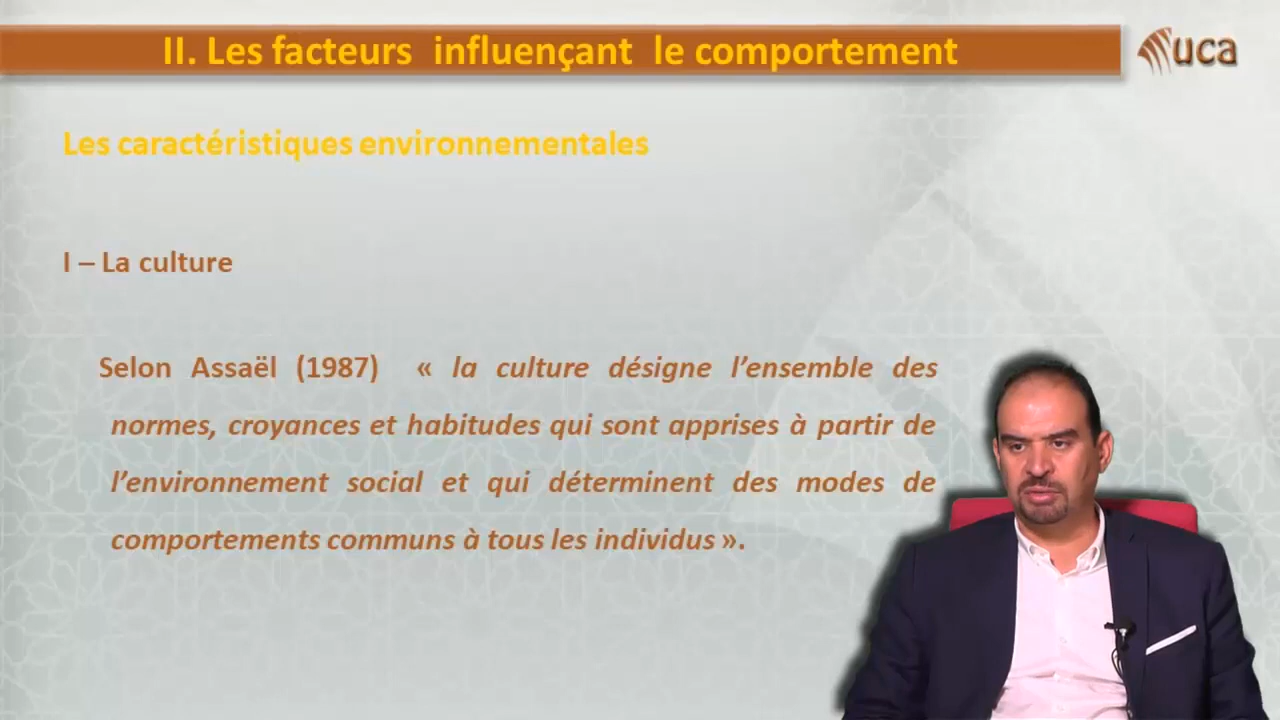 II. Les facteurs influençant le comportement
uca
Les caractéristiques environnementales
I – La culture
Selon Assaël (1987) « la culture désigne l’ensemble des
normes, croyances et habitudes qui sont apprises à partir de
l’environnement social et qui déterminent des modes de
comportements communs à tous les individus ».